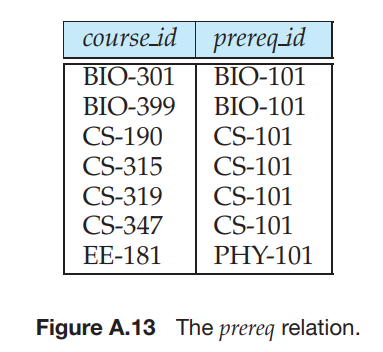 course_id prereq_id
BIO-301 BIO-101
BIO-399 BIO-101
CS-190 CS-101
CS-315 CS-101
CS-319 CS-101
CS-347 CS-101
EE-181 PHY-101
Figure A.13 The prereq relation.